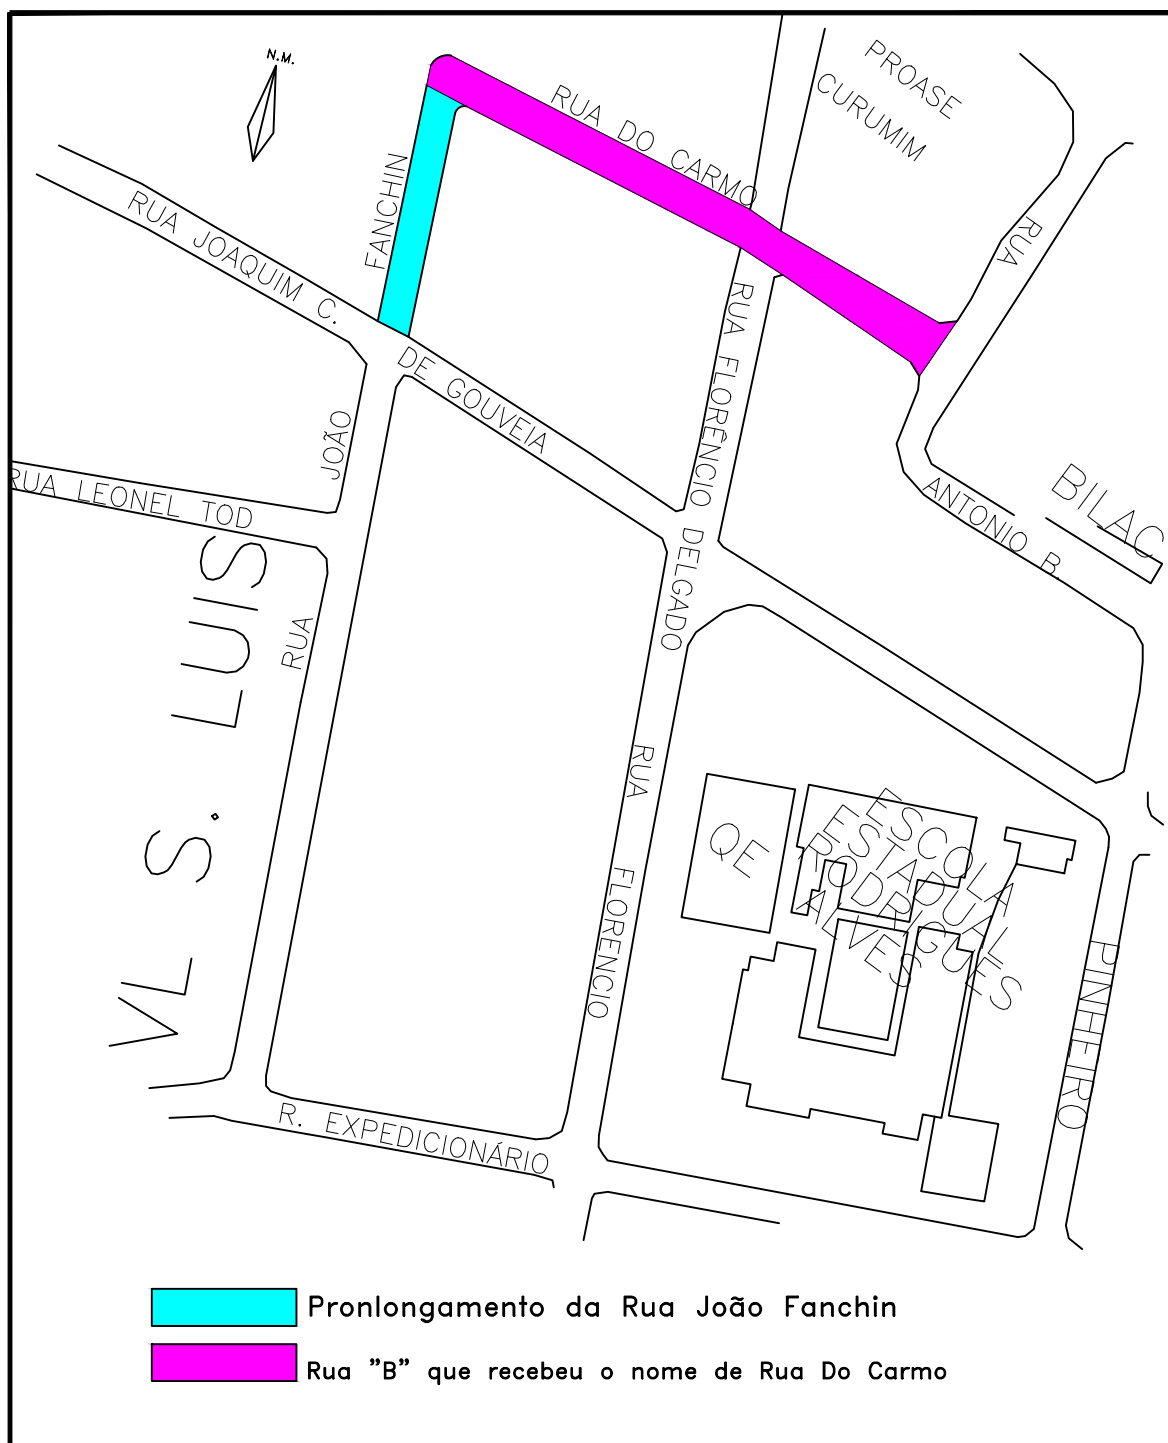 N.M.
PROASE
CURUMIM
RUA DO CARMO
FANCHIN
RUA JOAQUIM C.
DE GOUVEIA
RUA
ANTONIO B.
BILAC
RUA FLORÊNCIO DELGADO
JOÃO
RUA
RUA LEONEL TOD
VL S. LUIS
RUA
FLORENCIO
QE
ESCOLA
ESTADUAL
RODRIGUES
ALVES
PINHEIRO
R. EXPEDICIONÁRIO
Pronlongamento da Rua João Fanchin
Rua "B" que recebeu o nome de Rua Do Carmo